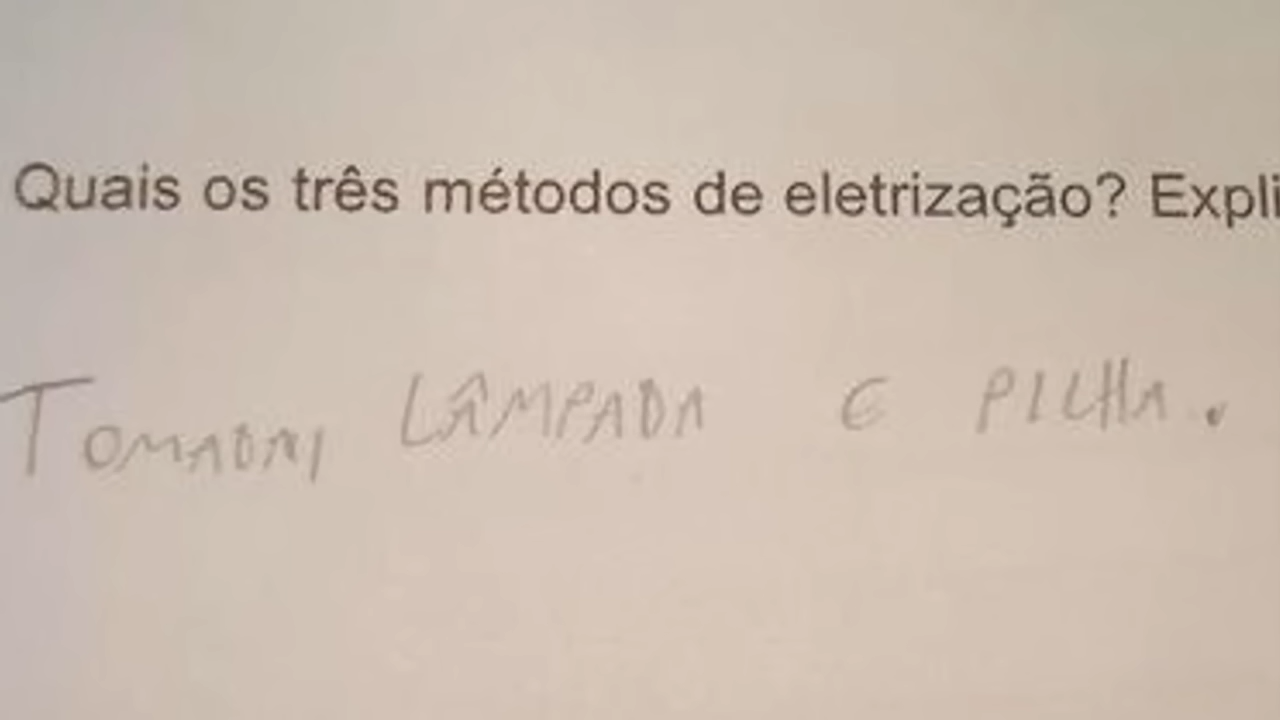 Quais os três métodos de eletrização? Expli
TOMADA, LÂMPADA E PILHA.